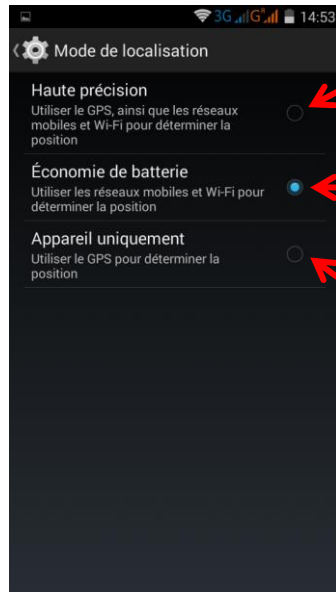 3G G 14:53
Mode de localisation
Haute précision
Utiliser le GPS, ainsi que les réseaux
mobiles et Wi-Fi pour déterminer la
position
Économie de batterie
Utiliser les réseaux mobiles et Wi-Fi pour
déterminer la position
Appareil uniquement
Utiliser le GPS pour déterminer la
position